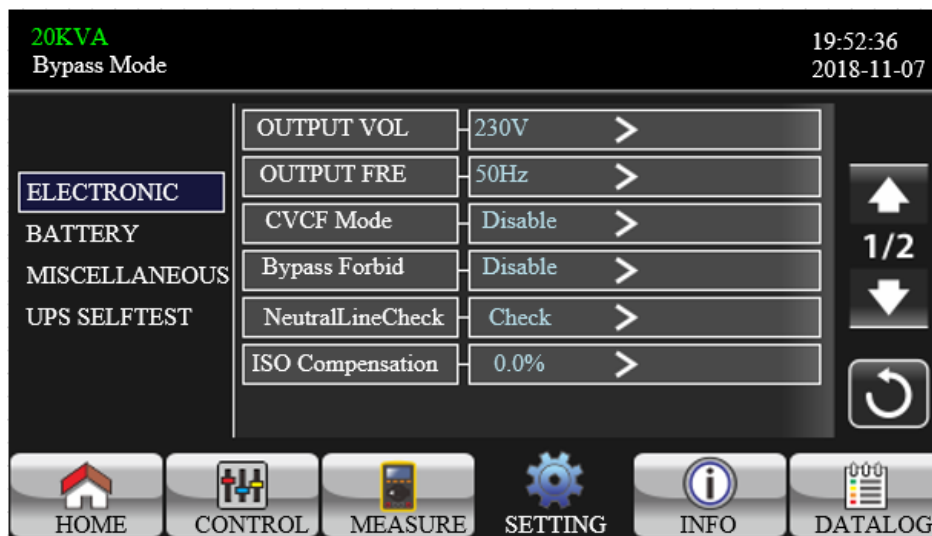 20KVA
Bypass Mode
19:52:36
2018-11-07
ELECTRONIC
BATTERY
MISCELLANEOUS
UPS SELFTEST
OUTPUT VOL 230V >
OUTPUT FRE 50Hz >
CVCF Mode Disable >
Bypass Forbid Disable >
NeutralLineCheck Check >
ISO Compensation 0.0% >
1/2
HOME CONTROL MEASURE SETTING INFO DATALOG